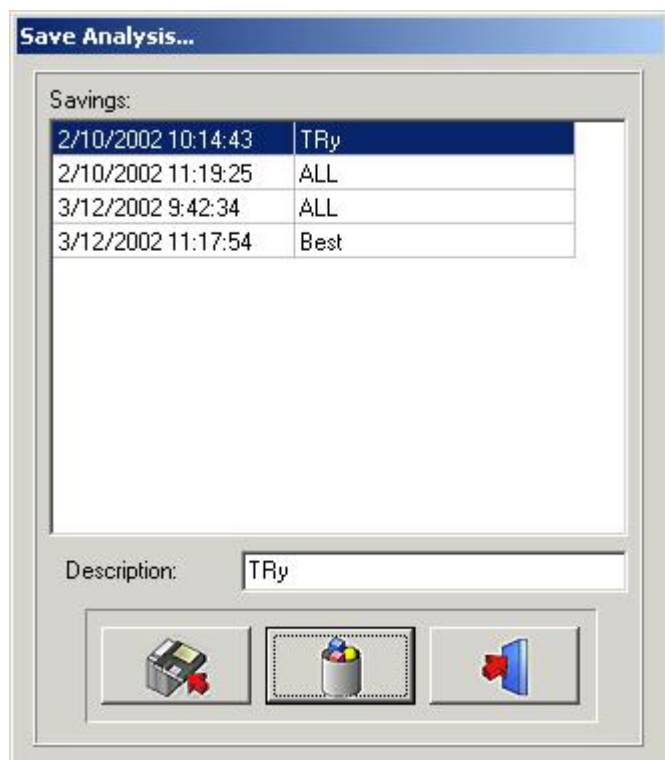 Save Analysis...
Savings:
2/10/2002 10:14:43 TRy
2/10/2002 11:19:25 ALL
3/12/2002 9:42:34 ALL
3/12/2002 11:17:54 Best
Description: TRy